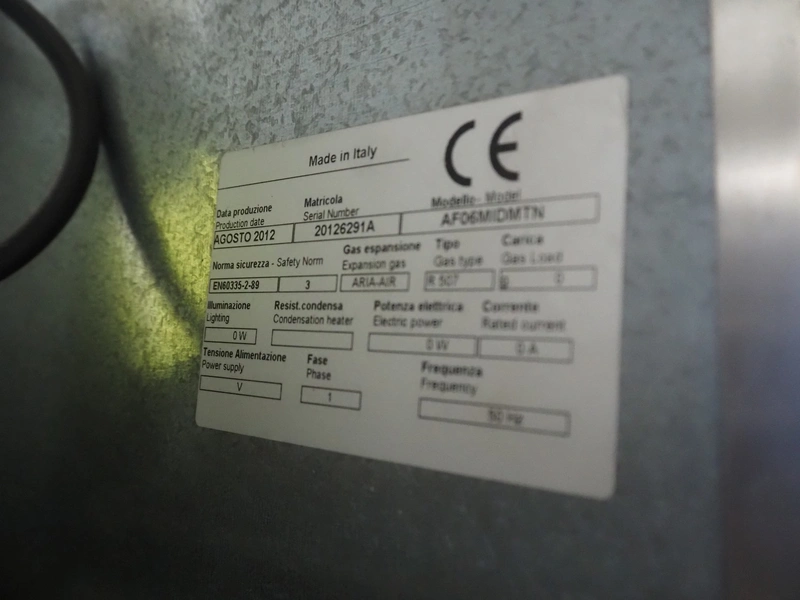 Made in Italy
CE
Data produzione Matricola Modello - Model
Production date Serial Number
AGOSTO 2012 20126291A AF06MIDMTN
Norma sicurezza - Safety Norm Gas espansione Tipo Carica
Expansion gas Gas type Gas Load
EN60335-2-89 3 ARIA-AIR R 507 g 0
Illuminazione Resist.condensa Potenza elettrica Corrente
Lighting Condensation heater Electric power Rated current
0 W 0 W 0 A
Tensione Alimentazione Fase Frequenza
Power supply Phase Frequency
V 1 50